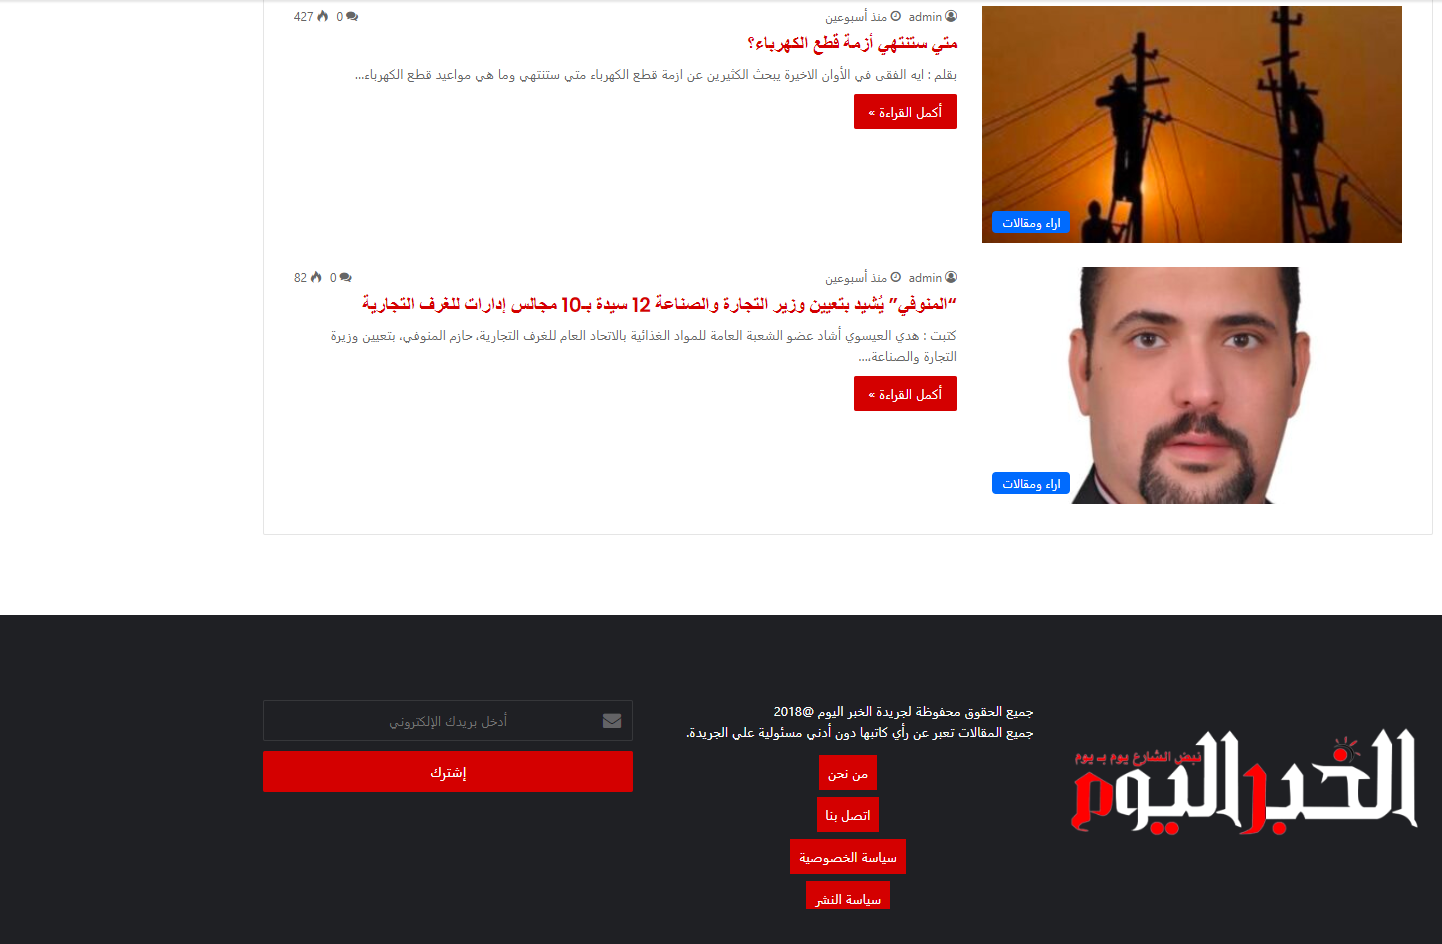 admin منذ أسبوعين 0 427
متي ستنتهي أزمة قطع الكهرباء؟
بقلم : ايه الفقى في الأوان الاخيرة يبحث الكثيرين عن ازمة قطع الكهرباء متي ستنتهي وما هي مواعيد قطع الكهرباء...
أكمل القراءة »
اراء ومقالات
admin منذ أسبوعين 0 82
“المنوفي” يُشيد بتعيين وزير التجارة والصناعة 12 سيدة بـ10 مجالس إدارات للغرف التجارية
كتبت : هدي العيسوي أشاد عضو الشعبة العامة للمواد الغذائية بالاتحاد العام للغرف التجارية، حازم المنوفي، بتعيين وزيرة
التجارة والصناعة،...
أكمل القراءة »
اراء ومقالات
الخبر اليوم
نبض الشارع يوم بـ يوم
جميع الحقوق محفوظة لجريدة الخبر اليوم @2018
جميع المقالات تعبر عن رأي كاتبها دون أدني مسئولية علي الجريدة.
من نحن
اتصل بنا
سياسة الخصوصية
سياسة النشر
أدخل بريدك الإلكتروني
إشترك